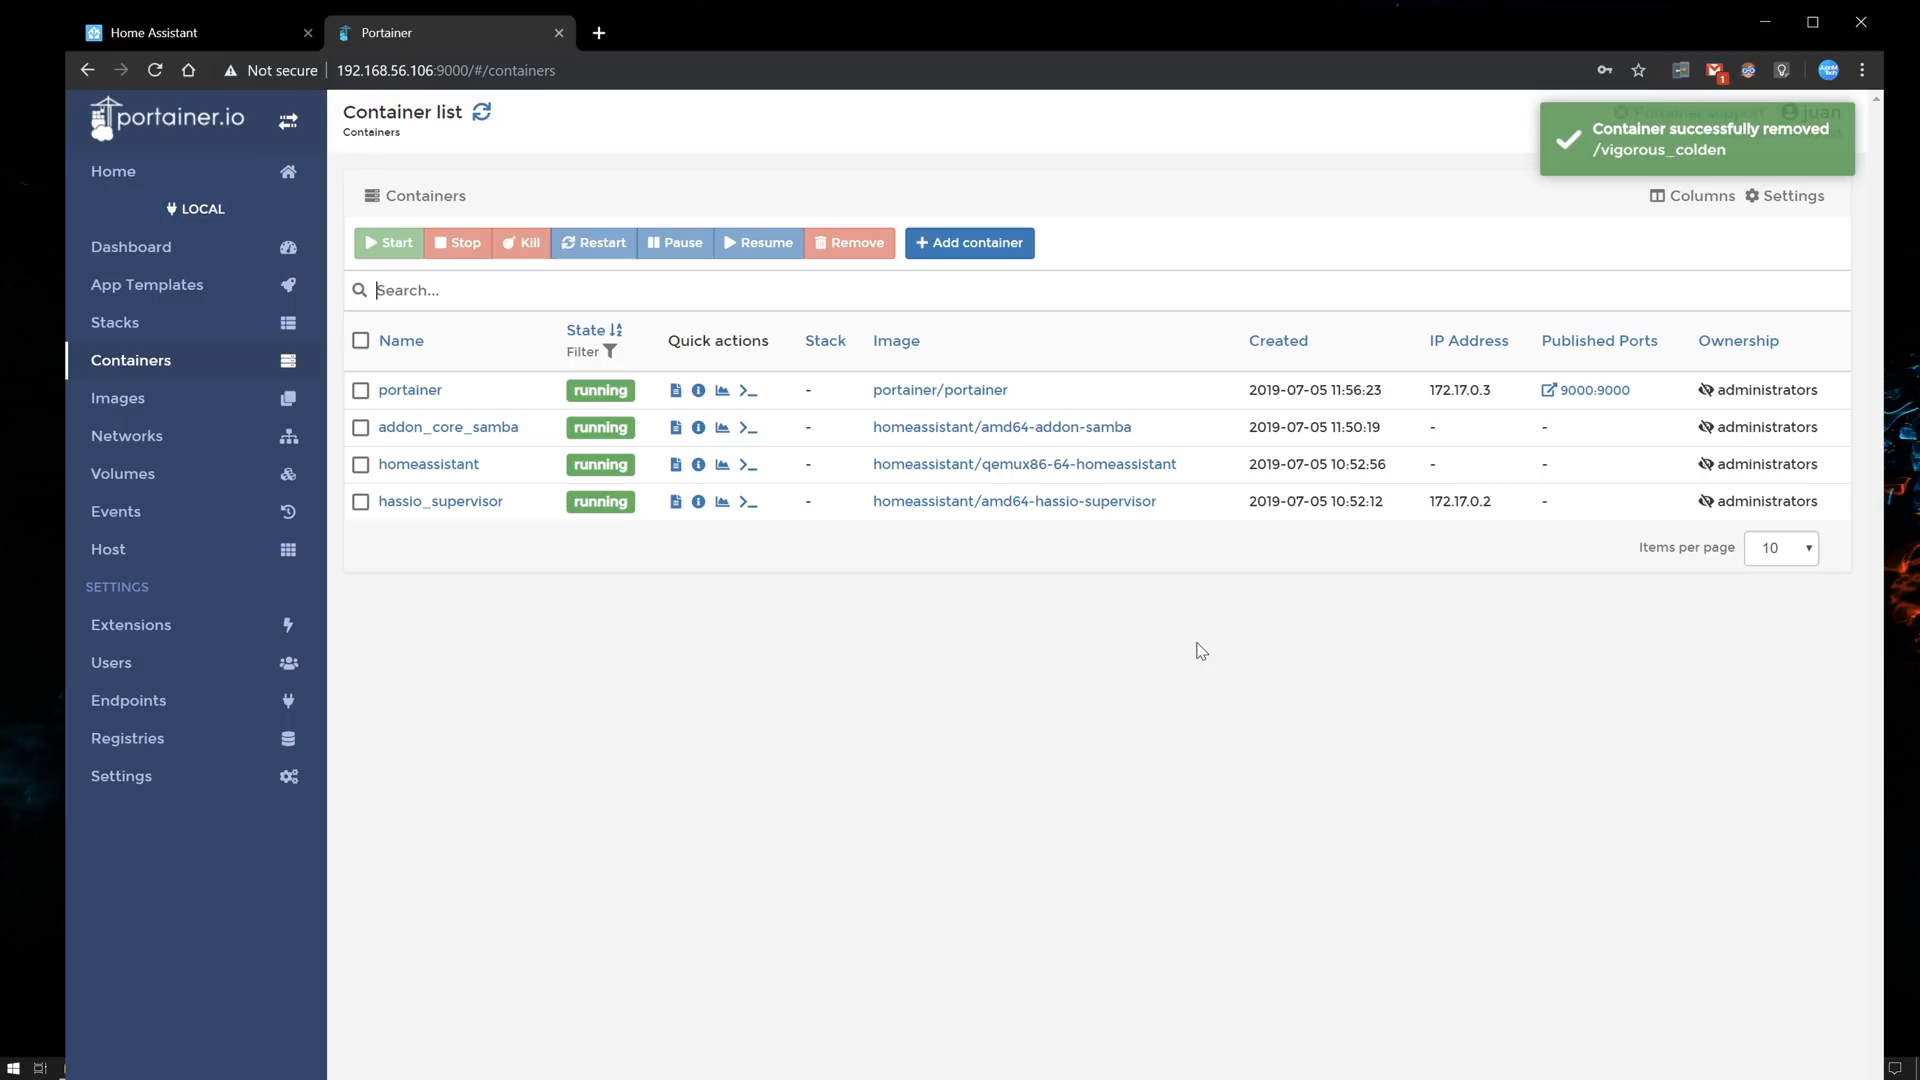 Home Assistant
Portainer
Not secure
192.168.56.106:9000/#/containers
1
JuanM Tech
portainer.io
Home
LOCAL
Dashboard
App Templates
Stacks
Containers
Images
Networks
Volumes
Events
Host
SETTINGS
Extensions
Users
Endpoints
Registries
Settings
Container list
Containers
Portainer support juan
Container successfully removed
/vigorous_colden
Containers
Columns Settings
Start Stop Kill Restart Pause Resume Remove Add container
Search...
Name State Filter Quick actions Stack Image Created IP Address Published Ports Ownership
portainer running - portainer/portainer 2019-07-05 11:56:23 172.17.0.3 9000:9000 administrators
addon_core_samba running - homeassistant/amd64-addon-samba 2019-07-05 11:50:19 - - administrators
homeassistant running - homeassistant/qemux86-64-homeassistant 2019-07-05 10:52:56 - - administrators
hassio_supervisor running - homeassistant/amd64-hassio-supervisor 2019-07-05 10:52:12 172.17.0.2 - administrators
Items per page 10